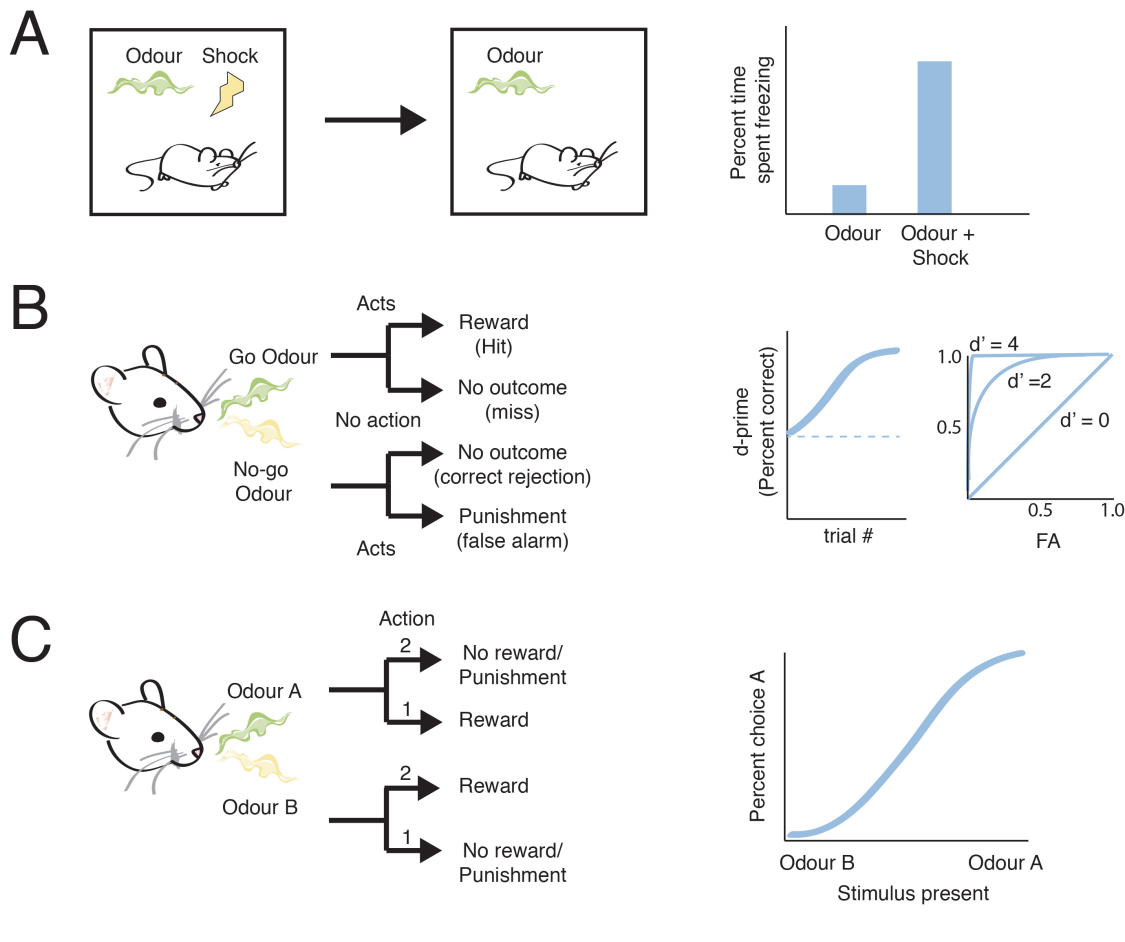 A
Odour Shock
Odour
Percent time
spent freezing
Odour
Odour +
Shock
B
Go Odour
No-go
Odour
Acts
Reward
(Hit)
No outcome
(miss)
No action
No outcome
(correct rejection)
Punishment
(false alarm)
Acts
d-prime
(Percent correct)
trial #
d' = 4
1.0
d' =2
0.5
d' = 0
0.5
1.0
FA
C
Odour A
Odour B
Action
2
No reward/
Punishment
1
Reward
2
Reward
1
No reward/
Punishment
Percent choice A
Odour B
Odour A
Stimulus present